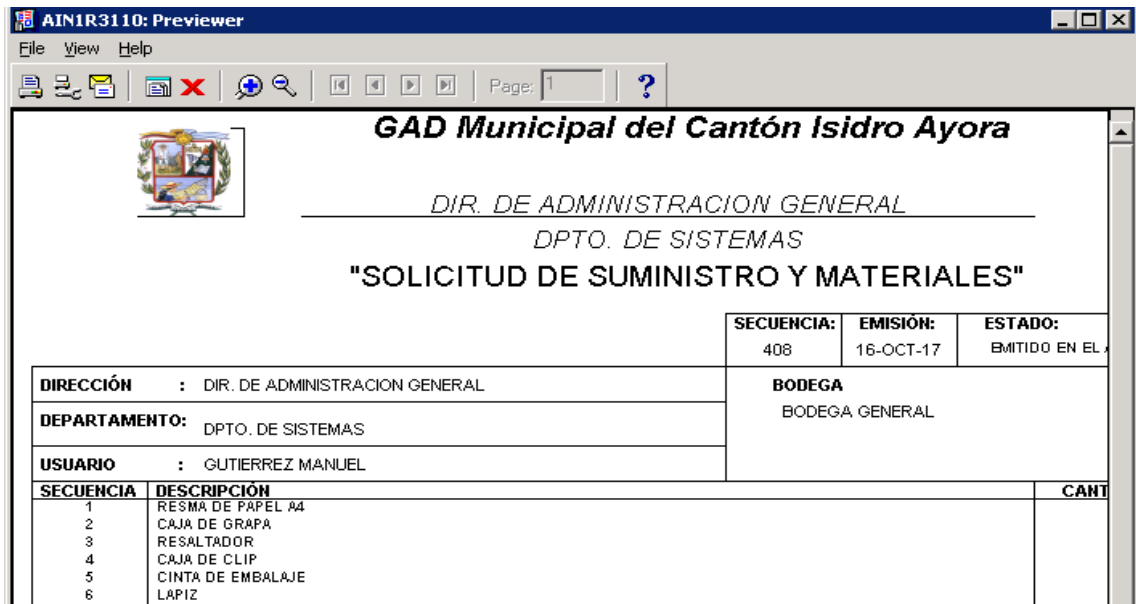 AIN1R3110: Previewer
File View Help
Page: 1 ?
GAD Municipal del Cantón Isidro Ayora
DIR. DE ADMINISTRACION GENERAL
DPTO. DE SISTEMAS
"SOLICITUD DE SUMINISTRO Y MATERIALES"
SECUENCIA: EMISIÓN: ESTADO:
408 16-OCT-17 EMITIDO EN EL
DIRECCIÓN : DIR. DE ADMINISTRACION GENERAL
BODEGA
BODEGA GENERAL
DEPARTAMENTO: DPTO. DE SISTEMAS
USUARIO : GUTIERREZ MANUEL
SECUENCIA DESCRIPCIÓN CANT
1 RESMA DE PAPEL A4
2 CAJA DE GRAPA
3 RESALTADOR
4 CAJA DE CLIP
5 CINTA DE EMBALAJE
6 LAPIZ